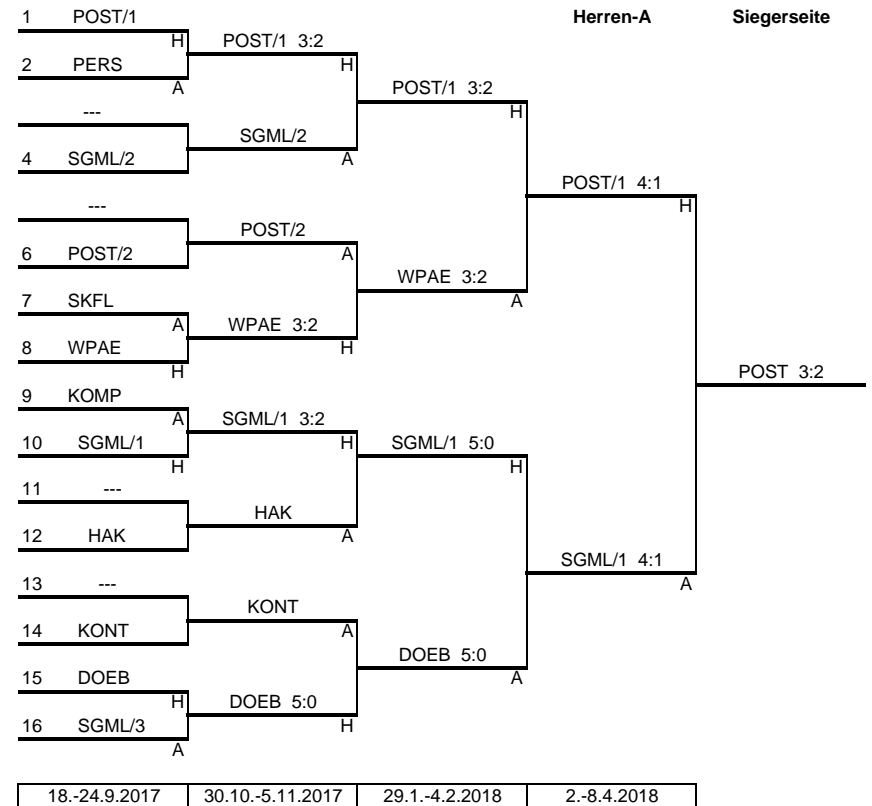 1 POST/1 Herren-A Siegerseite
H POST/1 3:2
2 PERS H
A POST/1 3:2
--- H
SGML/2
4 SGML/2 A
POST/1 4:1
--- H
POST/2
6 POST/2 A
WPAE 3:2
7 SKFL A
A WPAE 3:2
8 WPAE H
H POST 3:2
9 KOMP
A SGML/1 3:2
10 SGML/1 H SGML/1 5:0
H H
11 ---
HAK
12 HAK A
SGML/1 4:1
13 --- A
KONT
14 KONT A
DOEB 5:0
15 DOEB A
H DOEB 5:0
16 SGML/3 H
A
18.-24.9.2017 30.10.-5.11.2017 29.1.-4.2.2018 2.-8.4.2018